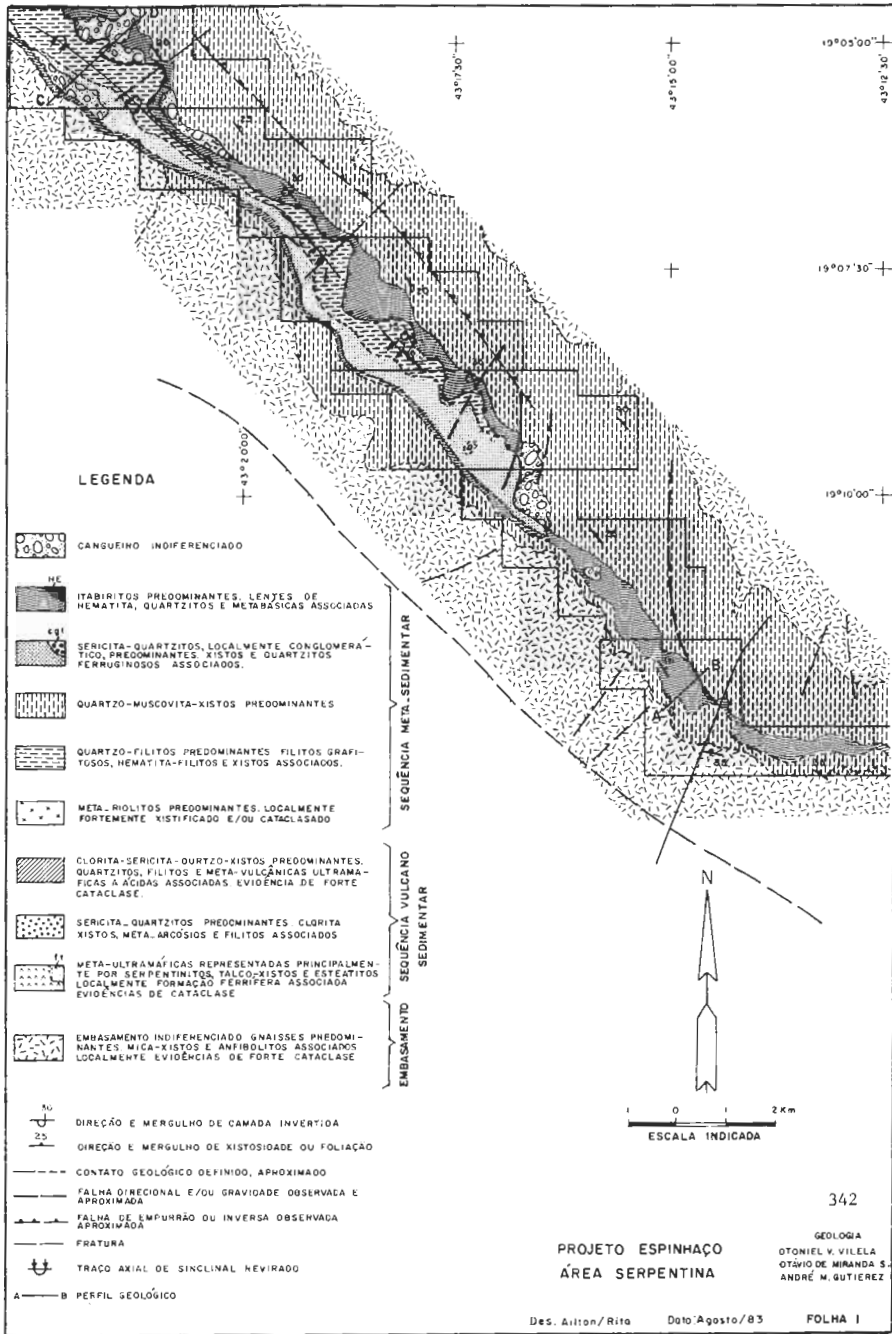 43°17'30"
43°15'00"
19°05'00"
43°12'30"
19°07'30"
43°20'00"
19°10'00"
C
A
B
LEGENDA
CANGUEIRO INDIFERENCIADO
HE
ITABIRITOS PREDOMINANTES. LENTES DE
HEMATITA, QUARTZITOS E METABÁSICAS ASSOCIADAS
cgl
SERICITA-QUARTZITOS, LOCALMENTE CONGLOMERÁ-
TICO, PREDOMINANTES. XISTOS E QUARTZITOS
FERRUGINOSOS ASSOCIADOS.
QUARTZO-MUSCOVITA-XISTOS PREDOMINANTES
QUARTZO-FILITOS PREDOMINANTES FILITOS GRAFI-
TOSOS, HEMATITA-FILITOS E XISTOS ASSOCIADOS.
META-RIOLITOS PREDOMINANTES. LOCALMENTE
FORTEMENTE XISTIFICADO E/OU CATACLASADO
SEQUÊNCIA META-SEDIMENTAR
CLORITA-SERICITA-QURTZO-XISTOS PREDOMINANTES.
QUARTZITOS, FILITOS E META-VULCÂNICAS ULTRAMA-
FICAS A ÁCIDAS ASSOCIADAS. EVIDÊNCIA DE FORTE
CATACLASE.
SERICITA-QUARTZITOS PREDOMINANTES. CLORITA
XISTOS, META-ARCÓSIOS E FILITOS ASSOCIADOS
META-ULTRAMÁFICAS REPRESENTADAS PRINCIPALMEN-
TE POR SERPENTINITOS, TALCO-XISTOS E ESTEATITOS
LOCALMENTE FORMAÇÃO FERRÍFERA ASSOCIADA
EVIDÊNCIAS DE CATACLASE
SEQUÊNCIA VULCANO
SEDIMENTAR
EMBASAMENTO INDIFERENCIADO GNAISSES PREDOMI-
NANTES. MICA-XISTOS E ANFIBOLITOS ASSOCIADOS
LOCALMENTE EVIDÊNCIAS DE FORTE CATACLASE
EMBASAMENTO
30
DIREÇÃO E MERGULHO DE CAMADA INVERTIDA
25
DIREÇÃO E MERGULHO DE XISTOSIDADE OU FOLIAÇÃO
CONTATO GEOLÓGICO DEFINIDO, APROXIMADO
FALHA DIRECIONAL E/OU GRAVIDADE OBSERVADA E
APROXIMADA
FALHA DE EMPURRÃO OU INVERSA OBSERVADA
APROXIMADA
FRATURA
TRAÇO AXIAL DE SINCLINAL REVIRADO
A B PERFIL GEOLÓGICO
N
1 0 1 2 Km
ESCALA INDICADA
342
PROJETO ESPINHAÇO
ÁREA SERPENTINA
GEOLOGIA
OTONIEL V. VILELA
OTÁVIO DE MIRANDA S.
ANDRÉ M. GUTIEREZ
Des. Ailton/Rita
Data: Agosto/83
FOLHA I